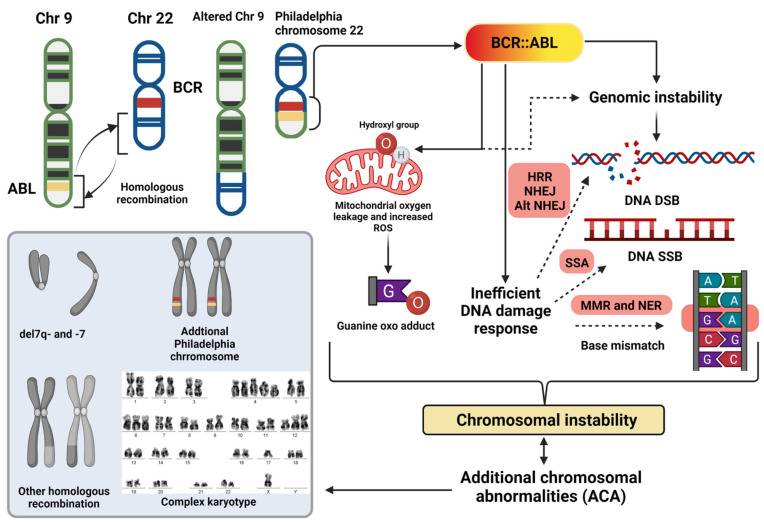 Chr 9
Chr 22
Altered Chr 9
Philadelphia
chromosome 22
BCR
ABL
Homologous
recombination
BCR::ABL
Genomic instability
Hydroxyl group
O
H
Mitochondrial oxygen
leakage and increased
ROS
G
O
Guanine oxo adduct
HRR
NHEJ
Alt NHEJ
DNA DSB
DNA SSB
SSA
Inefficient
DNA damage
response
MMR and NER
Base mismatch
A T
T A
G A
C G
G C
Chromosomal instability
Additional chromosomal
abnormalities (ACA)
del7q- and -7
Addtional
Philadelphia
chrromosome
Other homologous
recombination
1 2 3 4 5
6 7 8 9 10 11 12
13 14 15 16 17 18
19 20 21 22 X Y
Complex karyotype